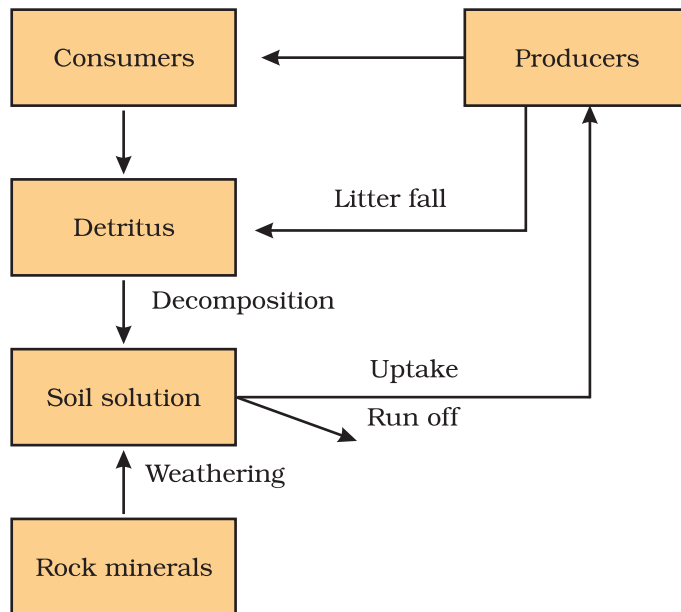 Consumers
Producers
Litter fall
Detritus
Decomposition
Uptake
Soil solution
Run off
Weathering
Rock minerals